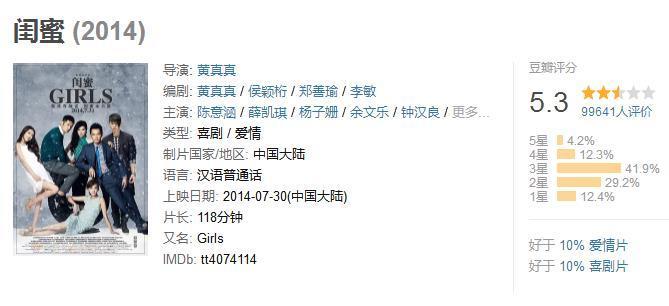 闺蜜 (2014)
闺蜜
GIRLS
2014.7.31
导演: 黄真真
编剧: 黄真真 / 侯颖桁 / 郑善瑜 / 李敏
主演: 陈意涵 / 薛凯琪 / 杨子姗 / 余文乐 / 钟汉良 / 更多...
类型: 喜剧 / 爱情
制片国家/地区: 中国大陆
语言: 汉语普通话
上映日期: 2014-07-30(中国大陆)
片长: 118分钟
又名: Girls
IMDb: tt4074114
豆瓣评分
5.3
99641人评价
5星 4.2%
4星 12.3%
3星 41.9%
2星 29.2%
1星 12.4%
好于 10% 爱情片
好于 10% 喜剧片